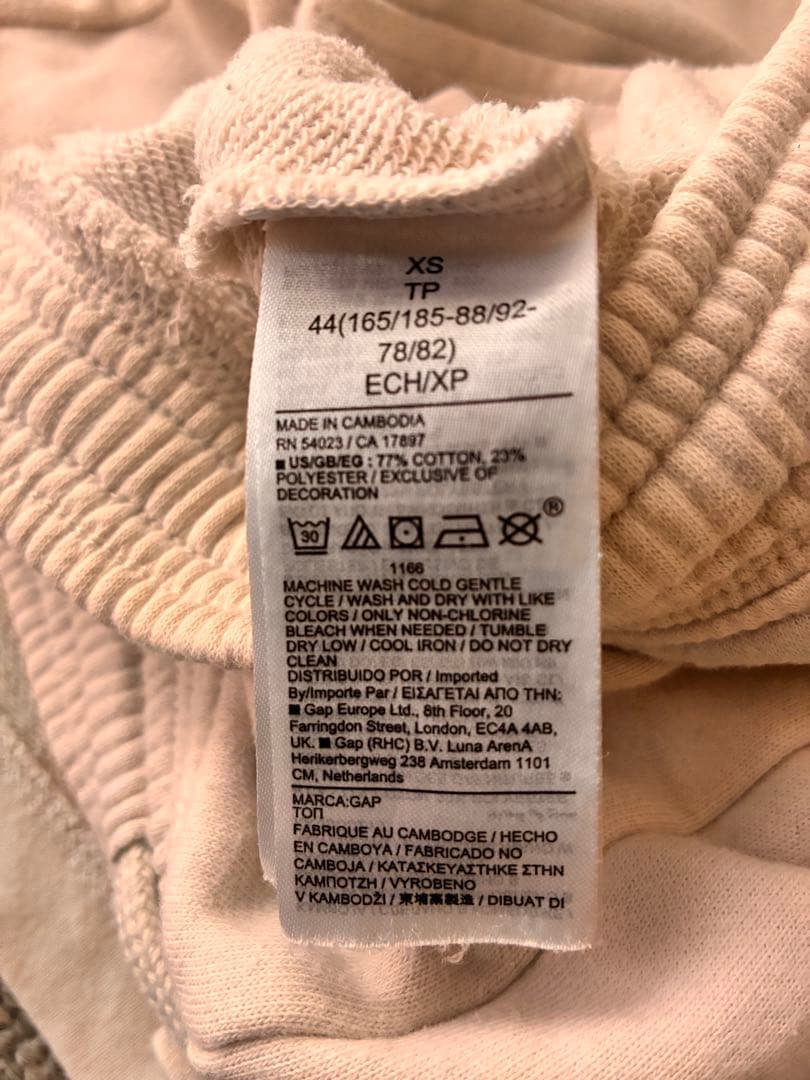 XS
TP
44(165/185-88/92-
78/82)
ECH/XP
MADE IN CAMBODIA
RN 54023 / CA 17897
■ US/GB/EG : 77% COTTON, 23%
POLYESTER / EXCLUSIVE OF
DECORATION
30
®
1166
MACHINE WASH COLD GENTLE
CYCLE / WASH AND DRY WITH LIKE
COLORS / ONLY NON-CHLORINE
BLEACH WHEN NEEDED / TUMBLE
DRY LOW / COOL IRON / DO NOT DRY
CLEAN
DISTRIBUIDO POR / Imported
By/Importe Par / ΕΙΣΑΓΕΤΑΙ ΑΠΟ ΤΗΝ:
■ Gap Europe Ltd., 8th Floor, 20
Farringdon Street, London, EC4A 4AB,
UK. ■ Gap (RHC) B.V. Luna ArenA
Herikerbergweg 238 Amsterdam 1101
CM, Netherlands
MARCA:GAP
ТОП
FABRIQUE AU CAMBODGE / HECHO
EN CAMBOYA / FABRICADO NO
CAMBOJA / ΚΑΤΑΣΚΕΥΑΣΤΗΚΕ ΣΤΗΝ
ΚΑΜΠΟΤΖΗ / VYROBENO
V KAMBODŽI / 柬埔寨製造 / DIBUAT DI